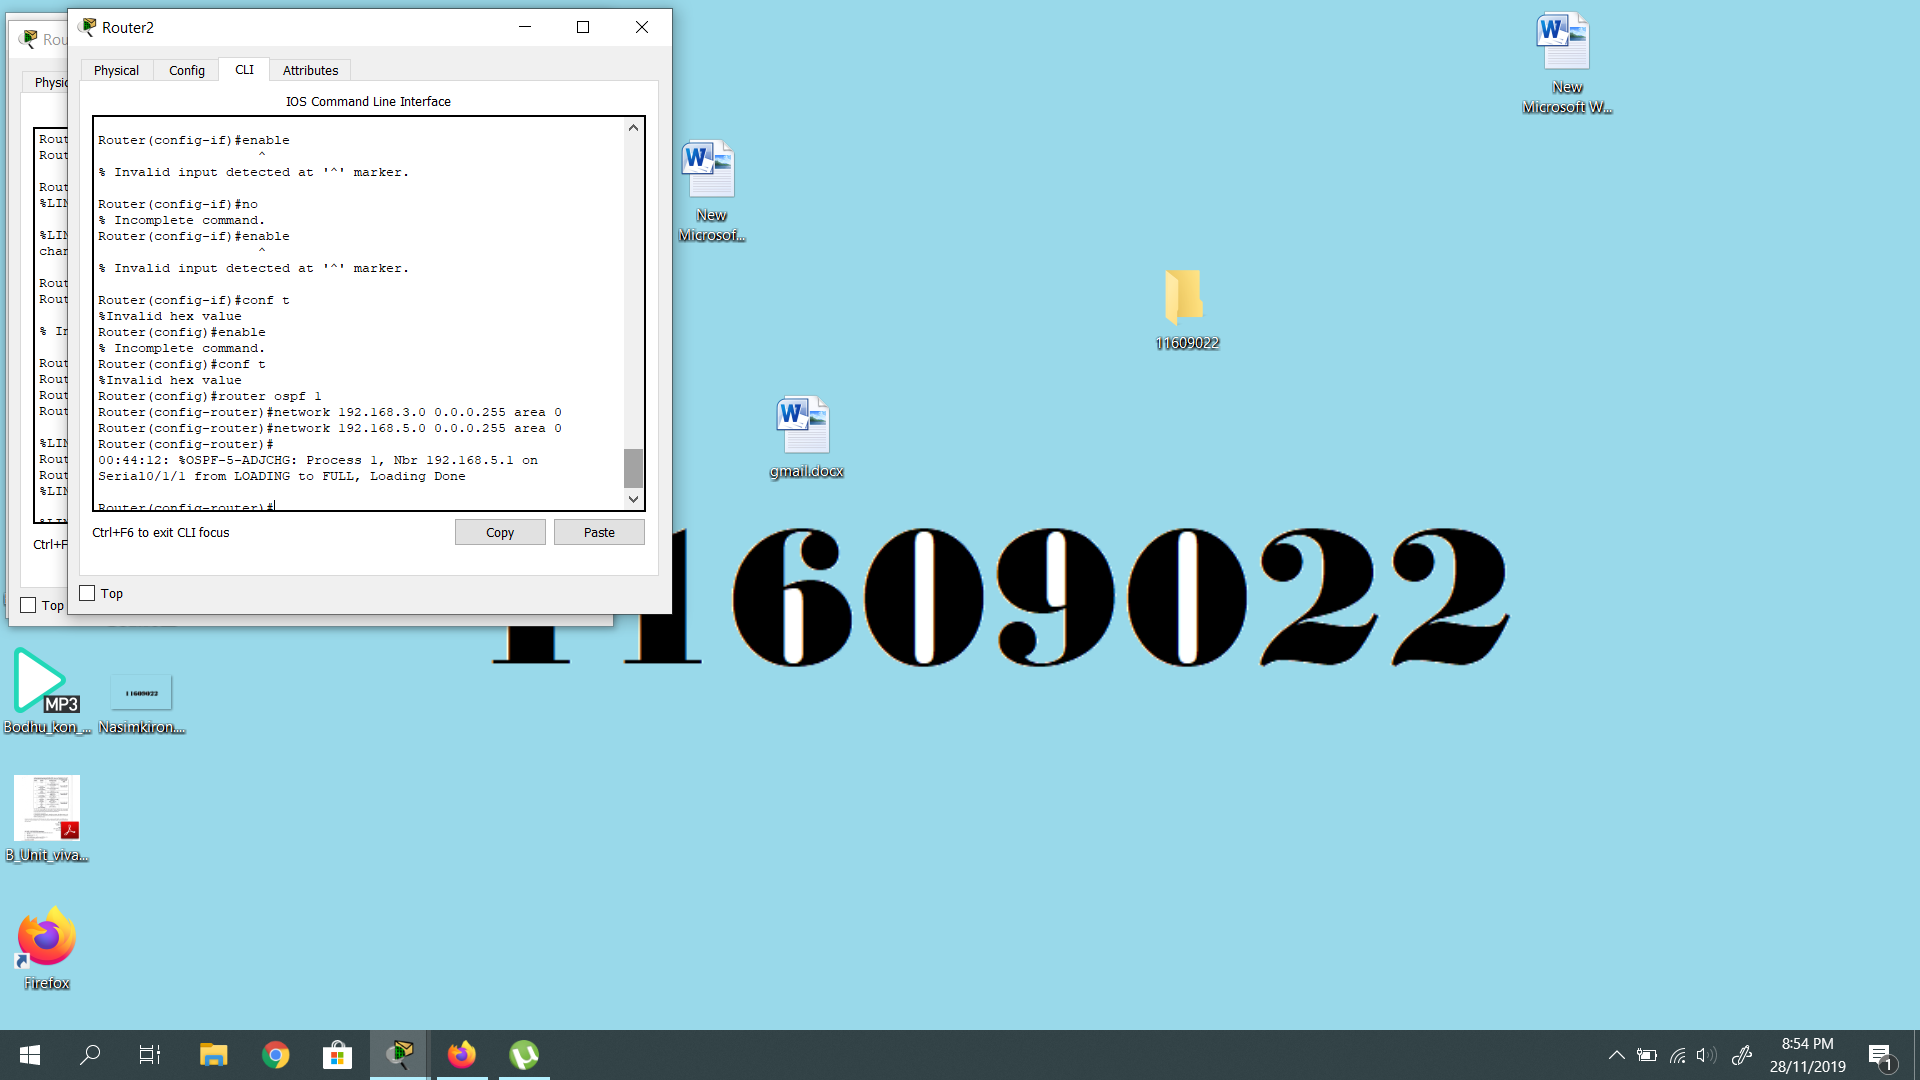 Router2
Rou
Physical Config CLI Attributes
Physic
IOS Command Line Interface
Router(config-if)#enable
^
% Invalid input detected at '^' marker.
Router(config-if)#no
% Incomplete command.
Router(config-if)#enable
^
% Invalid input detected at '^' marker.
Router(config-if)#conf t
%Invalid hex value
Router(config)#enable
% Incomplete command.
Router(config)#conf t
%Invalid hex value
Router(config)#router ospf 1
Router(config-router)#network 192.168.3.0 0.0.0.255 area 0
Router(config-router)#network 192.168.5.0 0.0.0.255 area 0
Router(config-router)#
00:44:12: %OSPF-5-ADJCHG: Process 1, Nbr 192.168.5.1 on
Serial0/1/1 from LOADING to FULL, Loading Done
Router(config-router)#
Ctrl+F6 to exit CLI focus
Copy
Paste
Top
Rout
Rout
Rout
%LIN
%LIN
chan
Rout
Rout
% In
Rout
Rout
Rout
Rout
%LIN
Rout
Rout
%LIN
Ctrl+F
Top
New
Microsoft W...
New
Microsof...
11609022
gmail.docx
11609022
MP3
Bodhu_kon_...
11609022
Nasimkiron....
B_Unit_viva...
Firefox
8:54 PM
28/11/2019
1